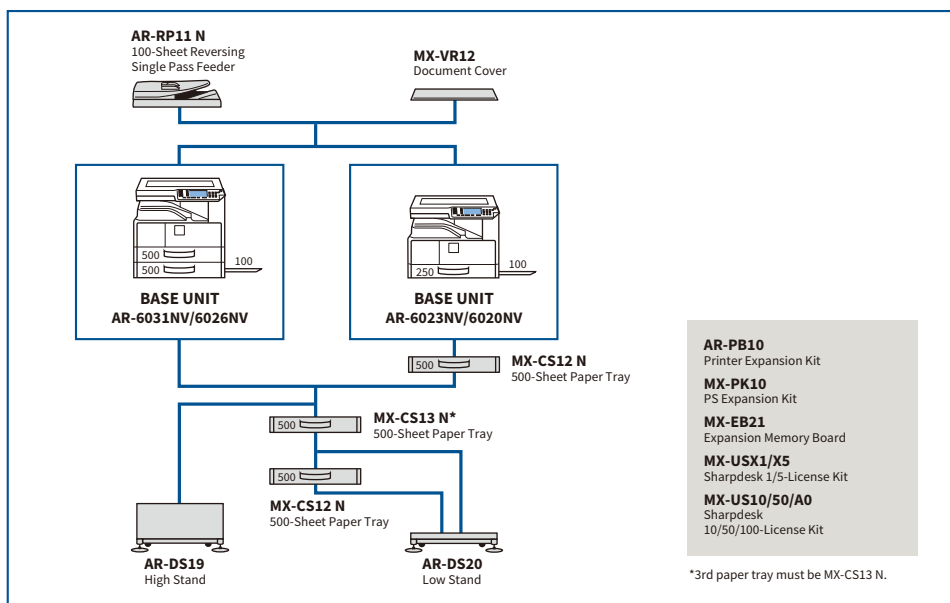 AR-RP11 N
100-Sheet Reversing
Single Pass Feeder
MX-VR12
Document Cover
500
500
100
BASE UNIT
AR-6031NV/6026NV
250
100
BASE UNIT
AR-6023NV/6020NV
500
MX-CS12 N
500-Sheet Paper Tray
500
MX-CS13 N*
500-Sheet Paper Tray
500
MX-CS12 N
500-Sheet Paper Tray
AR-DS19
High Stand
AR-DS20
Low Stand
AR-PB10
Printer Expansion Kit
MX-PK10
PS Expansion Kit
MX-EB21
Expansion Memory Board
MX-USX1/X5
Sharpdesk 1/5-License Kit
MX-US10/50/A0
Sharpdesk
10/50/100-License Kit
*3rd paper tray must be MX-CS13 N.